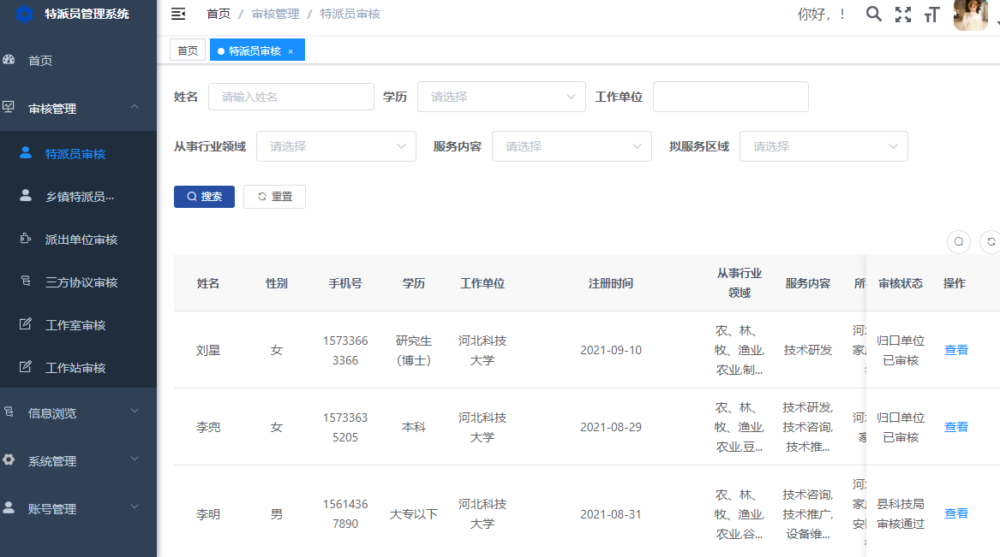 特派员管理系统
首页 / 审核管理 / 特派员审核
你好，！
首页
特派员审核 ×
首页
审核管理
特派员审核
乡镇特派员...
派出单位审核
三方协议审核
工作室审核
工作站审核
信息浏览
系统管理
账号管理
姓名 请输入姓名 学历 请选择 工作单位
从事行业领域 请选择 服务内容 请选择 拟服务区域 请选择
搜索 重置
姓名 性别 手机号 学历 工作单位 注册时间 从事行业 服务内容 所 审核状态 操作
领域
刘星 女 1573366 研究生 河北科技 2021-09-10 农、林、 技术研发 归口单位 查看
3366 （博士） 大学 牧、渔业, 家 已审核
农业,制...
李兜 女 1573363 本科 河北科技 2021-08-29 农、林、 技术研发, 归口单位 查看
5205 大学 牧、渔业, 技术咨询, 家 已审核
农业,豆... 技术推...
李明 男 1561436 大专以下 河北科技 2021-08-31 农、林、 技术咨询, 县科技局 查看
7890 大学 牧、渔业, 技术推广, 家 审核通过
农业,谷... 设备维... 安